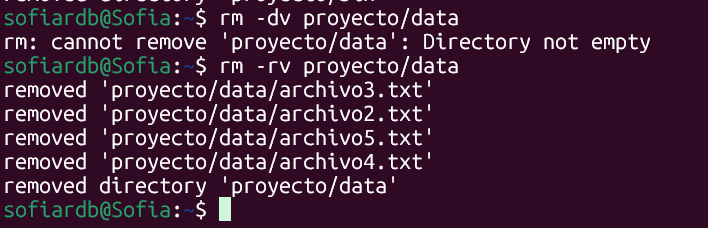 sofiardb@Sofia:~$ rm -dv proyecto/data
rm: cannot remove 'proyecto/data': Directory not empty
sofiardb@Sofia:~$ rm -rv proyecto/data
removed 'proyecto/data/archivo3.txt'
removed 'proyecto/data/archivo2.txt'
removed 'proyecto/data/archivo5.txt'
removed 'proyecto/data/archivo4.txt'
removed directory 'proyecto/data'
sofiardb@Sofia:~$